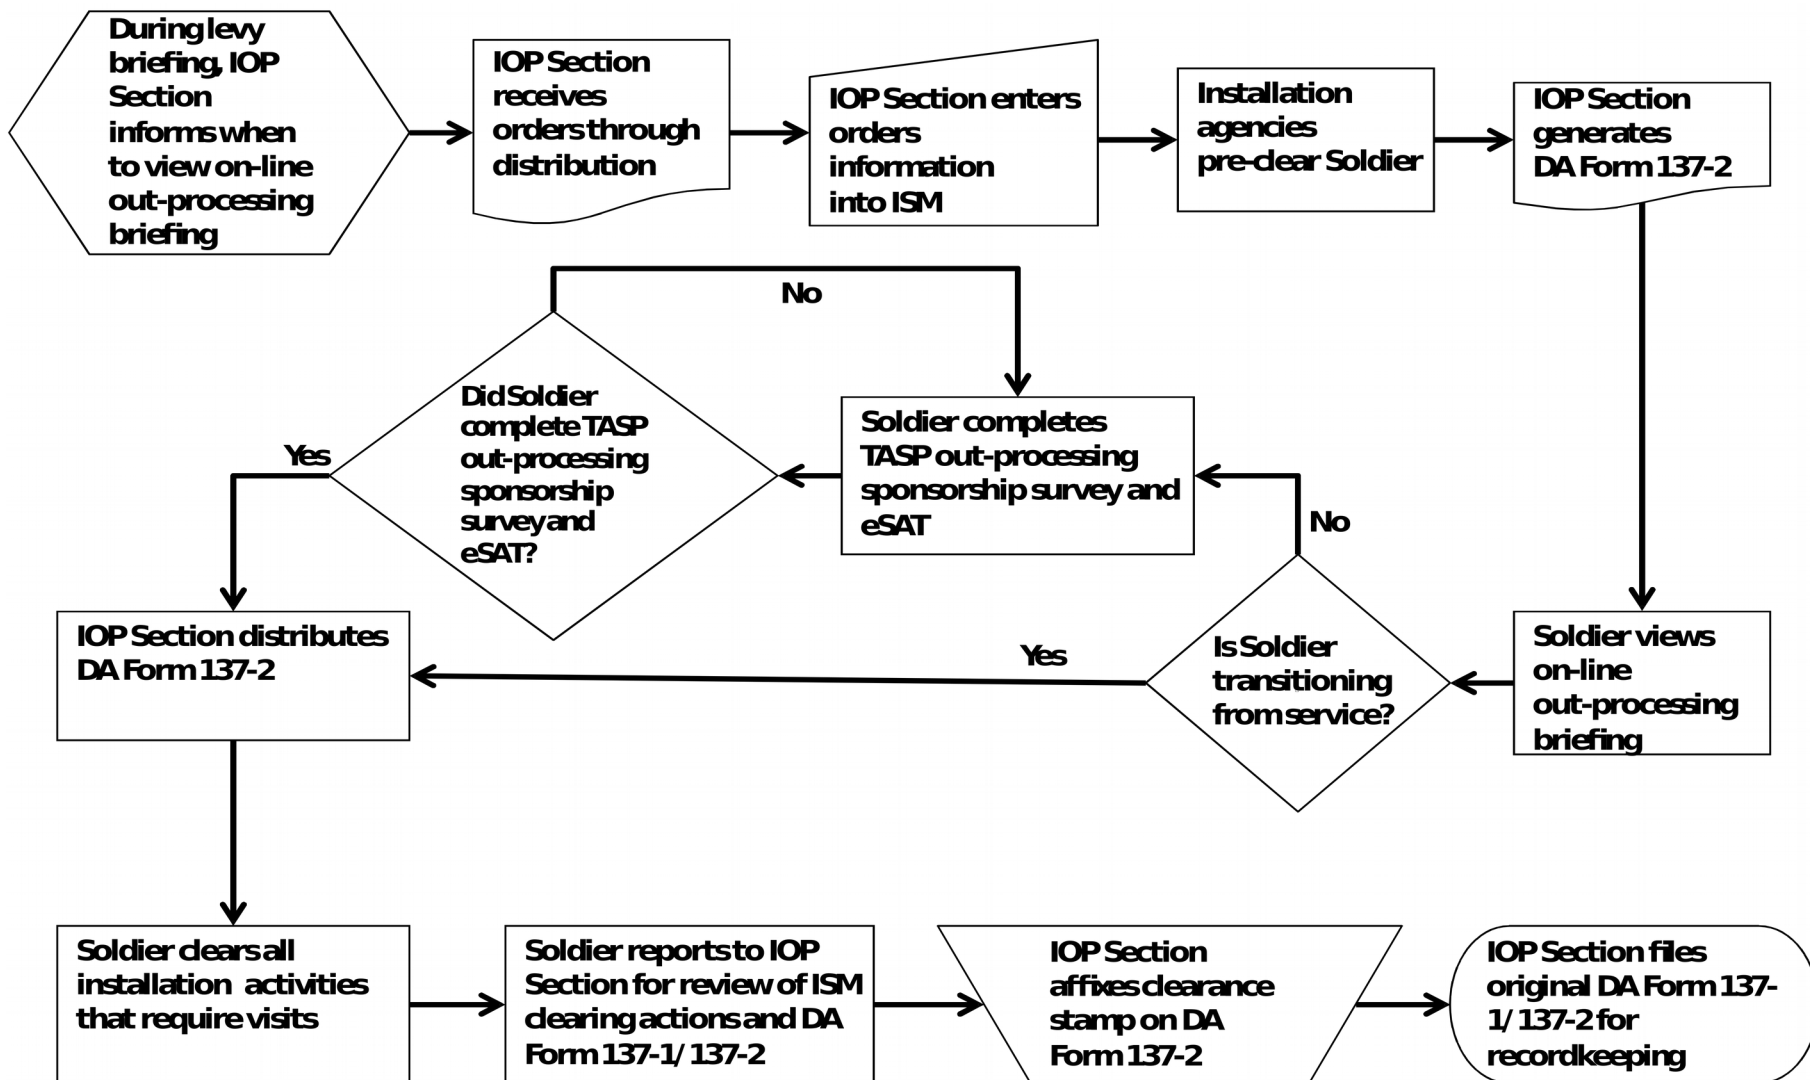 During levy
briefing, IOP
Section
informs when
to view on-line
out-processing
briefing
IOP Section
receives
orders through
distribution
IOP Section enters
orders
information
into ISM
Installation
agencies
pre-clear Soldier
IOP Section
generates
DA Form 137-2
No
Did Soldier
complete TASP
out-processing
sponsorship
survey and
eSAT?
Yes
Soldier completes
TASP out-processing
sponsorship survey and
eSAT
No
IOP Section distributes
DA Form 137-2
Yes
Is Soldier
transitioning
from service?
Soldier views
on-line
out-processing
briefing
Soldier clears all
installation activities
that require visits
Soldier reports to IOP
Section for review of ISM
clearing actions and DA
Form 137-1/ 137-2
IOP Section
affixes clearance
stamp on DA
Form 137-2
IOP Section files
original DA Form 137-
1/ 137-2 for
recordkeeping